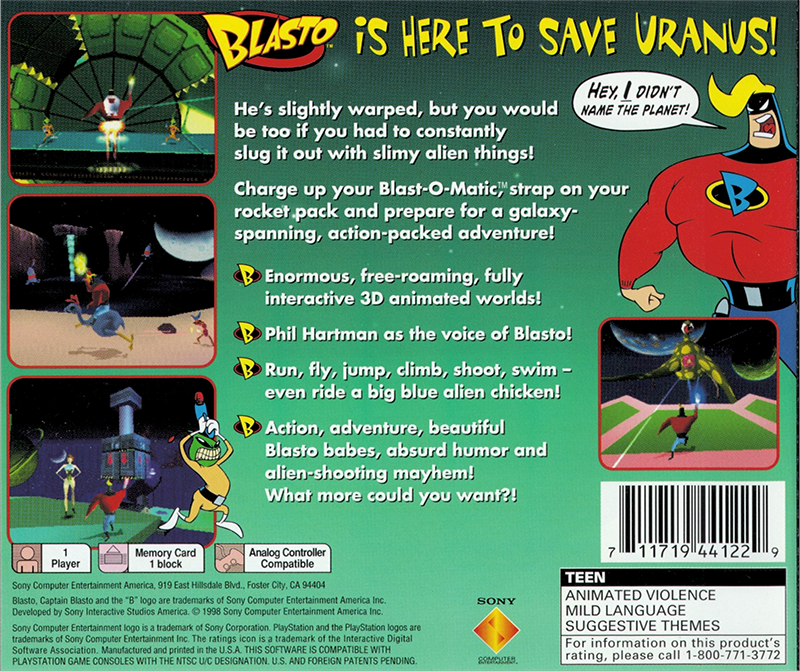 BLASTO™ IS HERE TO SAVE URANUS!
HEY, I DIDN'T
NAME THE PLANET!
B
He's slightly warped, but you would
be too if you had to constantly
slug it out with slimy alien things!
Charge up your Blast-O-Matic,™ strap on your
rocket pack and prepare for a galaxy-
spanning, action-packed adventure!
B Enormous, free-roaming, fully
interactive 3D animated worlds!
B Phil Hartman as the voice of Blasto!
B Run, fly, jump, climb, shoot, swim –
even ride a big blue alien chicken!
B Action, adventure, beautiful
Blasto babes, absurd humor and
alien-shooting mayhem!
What more could you want?!
1
Player
Memory Card
1 block
Analog Controller
Compatible
Sony Computer Entertainment America, 919 East Hillsdale Blvd., Foster City, CA 94404
Blasto, Captain Blasto and the "B" logo are trademarks of Sony Computer Entertainment America Inc.
Developed by Sony Interactive Studios America. © 1998 Sony Computer Entertainment America Inc.
Sony Computer Entertainment logo is a trademark of Sony Corporation. PlayStation and the PlayStation logos are
trademarks of Sony Computer Entertainment Inc. The ratings icon is a trademark of the Interactive Digital
Software Association. Manufactured and printed in the U.S.A. THIS SOFTWARE IS COMPATIBLE WITH
PLAYSTATION GAME CONSOLES WITH THE NTSC U/C DESIGNATION. U.S. AND FOREIGN PATENTS PENDING.
SONY
COMPUTER
ENTERTAINMENT
7 11719 44122 9
TEEN
ANIMATED VIOLENCE
MILD LANGUAGE
SUGGESTIVE THEMES
For information on this product's
rating, please call 1-800-771-3772